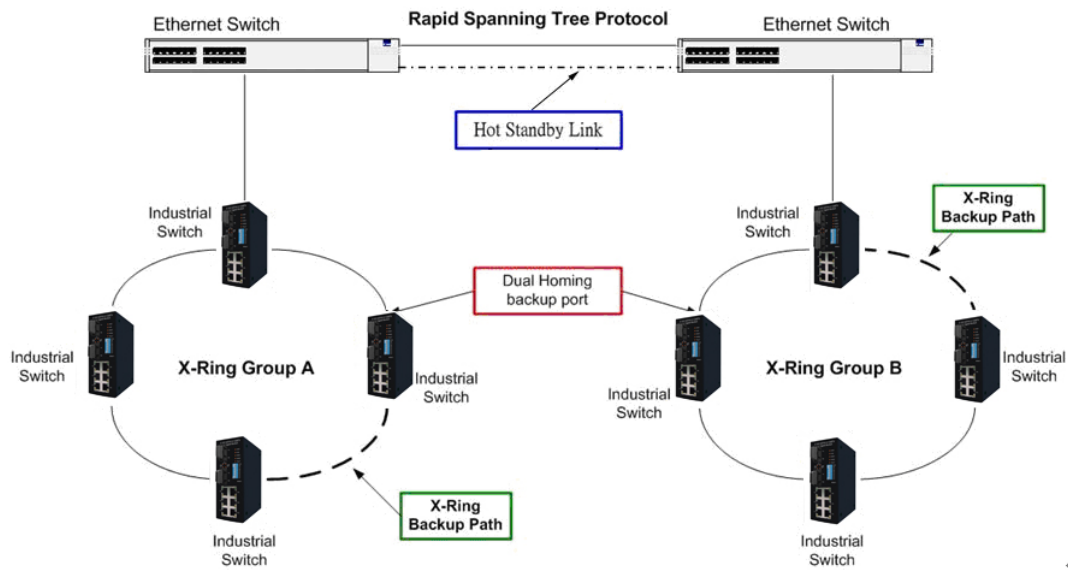 Rapid Spanning Tree Protocol
Ethernet Switch
Ethernet Switch
Hot Standby Link
Industrial
Switch
Industrial
Switch
X-Ring
Backup Path
Dual Homing
backup port
Industrial
Switch
X-Ring Group A
Industrial
Switch
Industrial
Switch
X-Ring Group B
Industrial
Switch
X-Ring
Backup Path
Industrial
Switch
Industrial
Switch